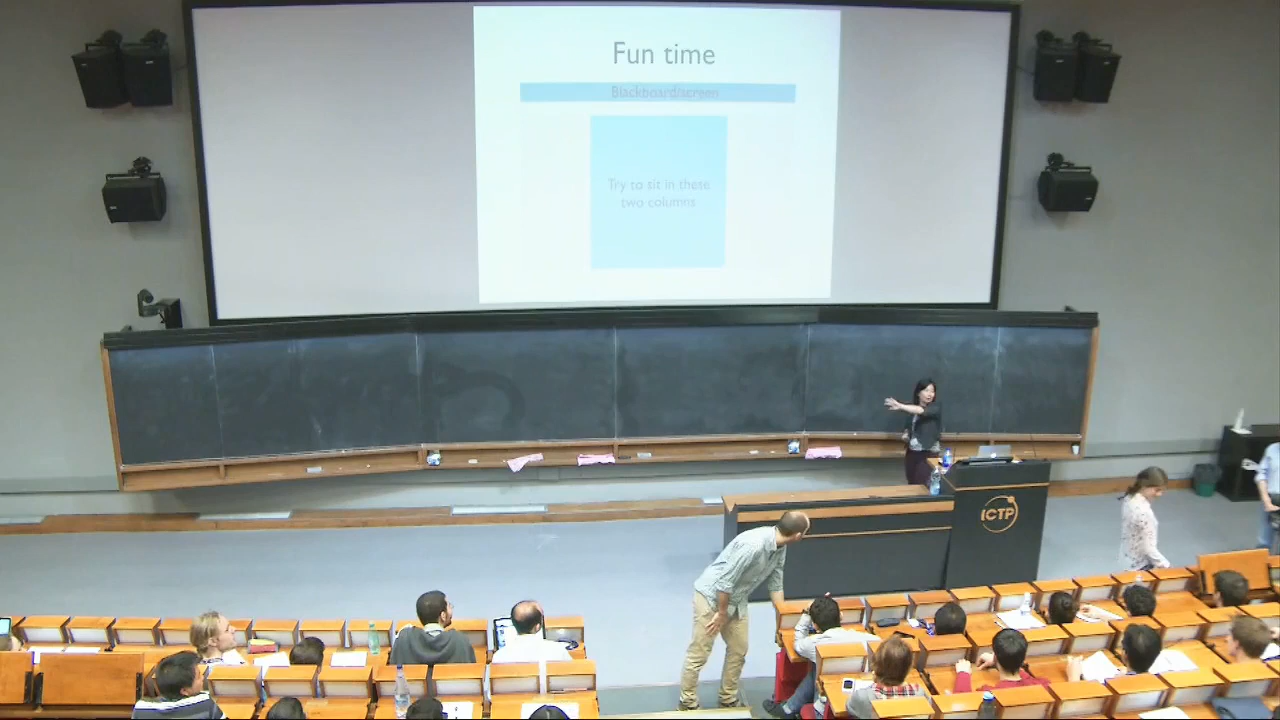 Fun time
Blackboard/screen
Try to sit in these
two columns
ICTP